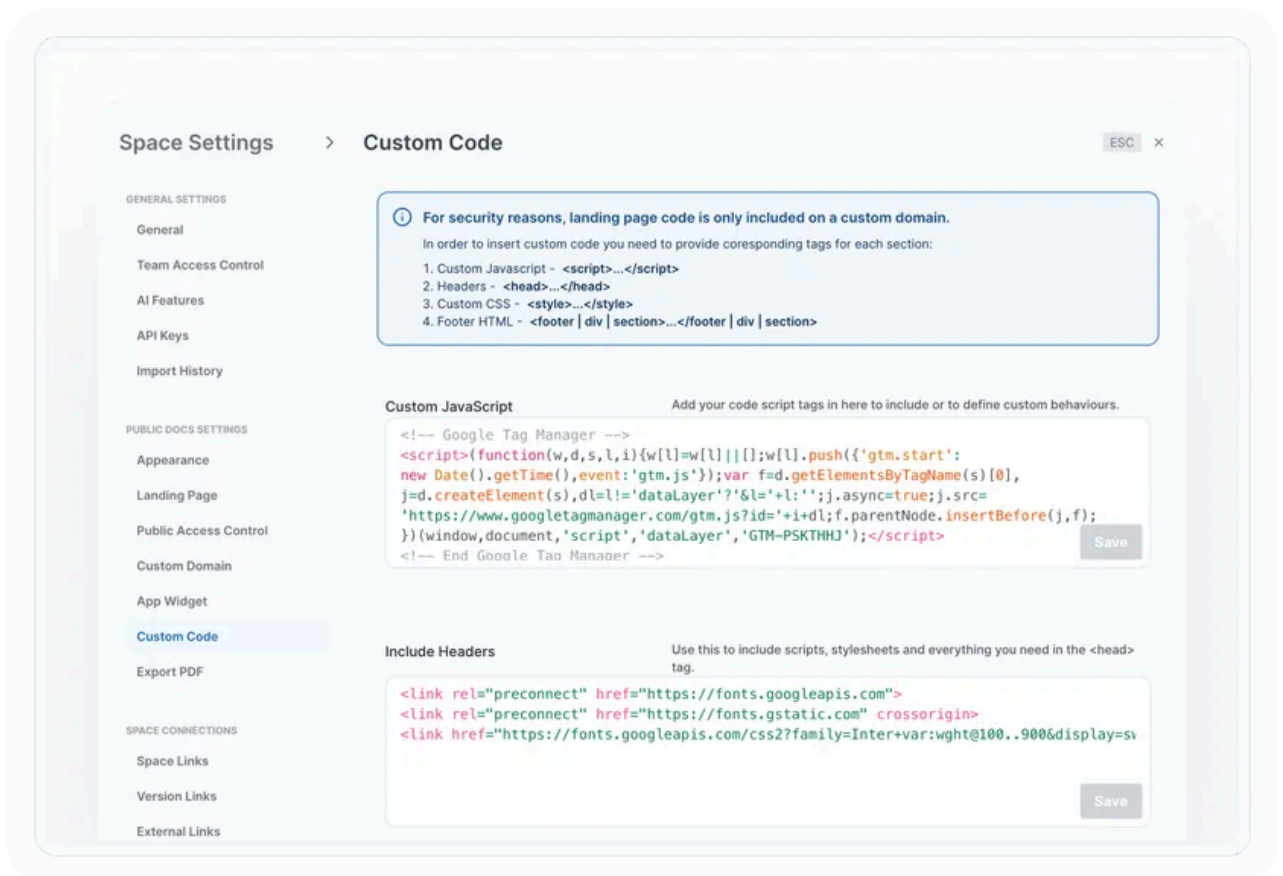 Space Settings > Custom Code ESC ×
GENERAL SETTINGS
General
Team Access Control
AI Features
API Keys
Import History
PUBLIC DOCS SETTINGS
Appearance
Landing Page
Public Access Control
Custom Domain
App Widget
Custom Code
Export PDF
SPACE CONNECTIONS
Space Links
Version Links
External Links
For security reasons, landing page code is only included on a custom domain.
In order to insert custom code you need to provide coresponding tags for each section:
1. Custom Javascript - <script>...</script>
2. Headers - <head>...</head>
3. Custom CSS - <style>...</style>
4. Footer HTML - <footer | div | section>...</footer | div | section>
Custom JavaScript
Add your code script tags in here to include or to define custom behaviours.
<!-- Google Tag Manager -->
<script>(function(w,d,s,l,i){w[l]=w[l]||[];w[l].push({'gtm.start':
new Date().getTime(),event:'gtm.js'});var f=d.getElementsByTagName(s)[0],
j=d.createElement(s),dl=l!='dataLayer'?'&l='+l:'';j.async=true;j.src=
'https://www.googletagmanager.com/gtm.js?id='+i+dl;f.parentNode.insertBefore(j,f);
})(window,document,'script','dataLayer','GTM-PSKTHHJ');</script>
<!-- End Google Tag Manager -->
Save
Include Headers
Use this to include scripts, stylesheets and everything you need in the <head>
tag.
<link rel="preconnect" href="https://fonts.googleapis.com">
<link rel="preconnect" href="https://fonts.gstatic.com" crossorigin>
<link href="https://fonts.googleapis.com/css2?family=Inter+var:wght@100..900&display=sw
Save